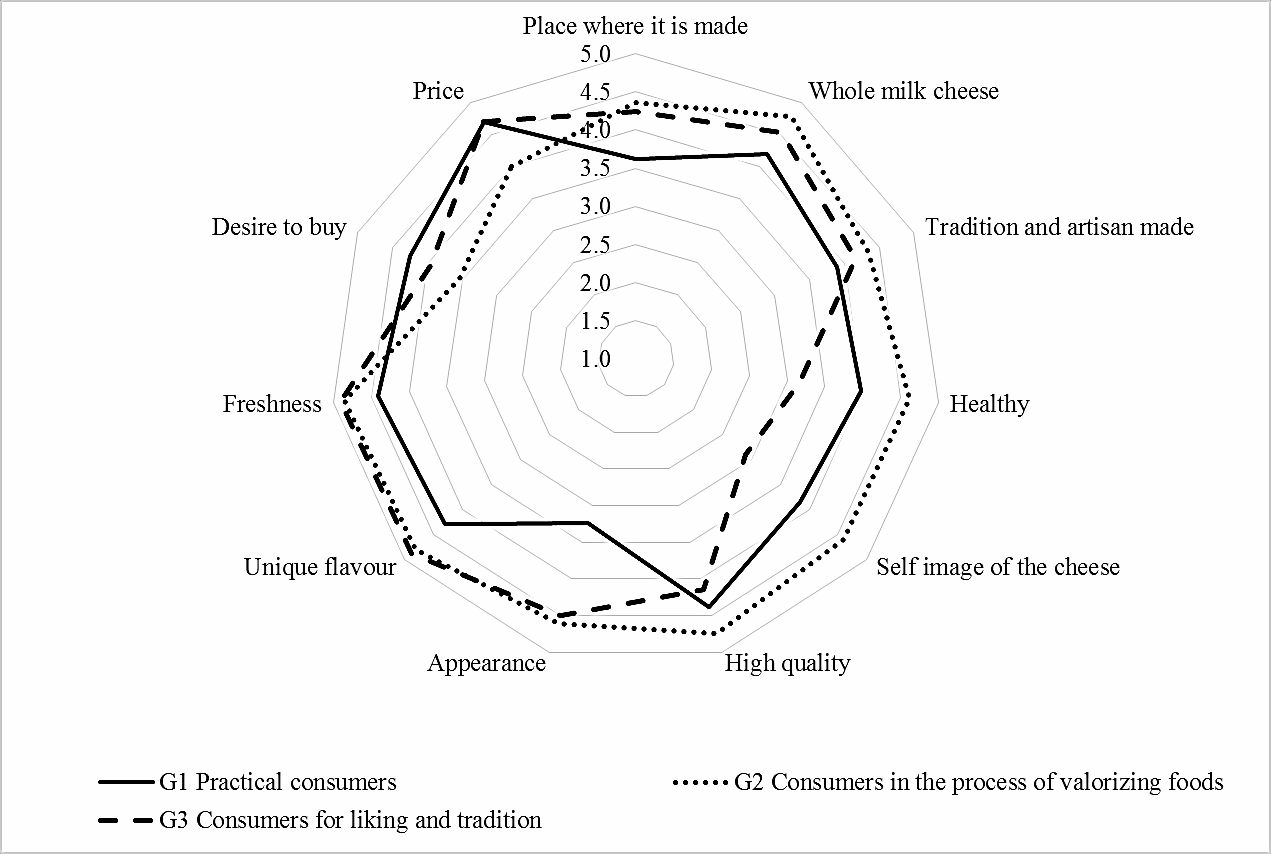 Place where it is made
5.0
Price
4.5
Whole milk cheese
4.0
3.5
Desire to buy
3.0
Tradition and artisan made
2.5
2.0
1.5
1.0
Freshness
Healthy
Unique flavour
Self image of the cheese
Appearance
High quality
G1 Practical consumers
G2 Consumers in the process of valorizing foods
G3 Consumers for liking and tradition